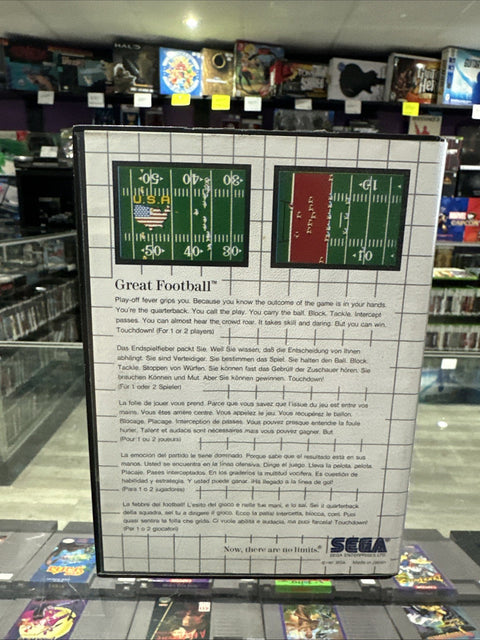 HALO
U.S.A
50 40 30
10
Great Football™
Play-off fever grips you. Because you know the outcome of the game is in your hands.
You're the quarterback. You call the play. You carry the ball. Block. Tackle. Intercept
passes. You can almost hear the crowd roar. It takes skill and daring. But you can win.
Touchdown! (For 1 or 2 players)
Das Endspielfieber packt Sie. Weil Sie wissen, daß die Entscheidung von Ihnen
abhängt. Sie sind Verteidiger. Sie bestimmen das Spiel. Sie halten den Ball. Block.
Tackle. Stoppen von Würfen. Sie können fast das Gebrüll der Zuschauer hören. Sie
brauchen Können und Mut. Aber Sie können gewinnen. Touchdown!
(Für 1 oder 2 Spieler)
La folie de jouer vous prend. Parce que vous savez que l'issue du jeu est entre vos
mains. Vous êtes arrière centre. Vous appelez le jeu. Vous récupérez le ballon.
Blocage, Placage. Interception de passes. Vous pouvez presque entendre la foule
hurler. Talent et audace sont nécessaires mais vous pouvez gagner. But
(Pour 1 ou 2 joueurs)
La emoción del partido le tiene dominado. Porque sabe que el resultado está en sus
manos. Usted se encuentra en la línea ofensiva. Dirige el juego. Lleva la pelota, pelota.
Placaje. Pases interceptados. En los graderíos la multitud vocifera. Es cuestión de
habilidad y estrategia. Y usted puede ganar. ¡Ha llegado a la línea de gol!
(Para 1 o 2 jugadores)
La febbre del football! L'esito del gioco è nelle tue mani, e lo sai. Sei il quarterback
della squadra, sei tu a dirigere il gioco. Ecco la palla! Intercetta, blocca, corri. Puoi
quasi sentire la folla che grida. Ci vuole abilità e audacia, ma puoi farcela! Touchdown!
(Per 1 o 2 giocatori)
Now, there are no limits.
SEGA
SEGA ENTERPRISES LTD.
Made in Japan